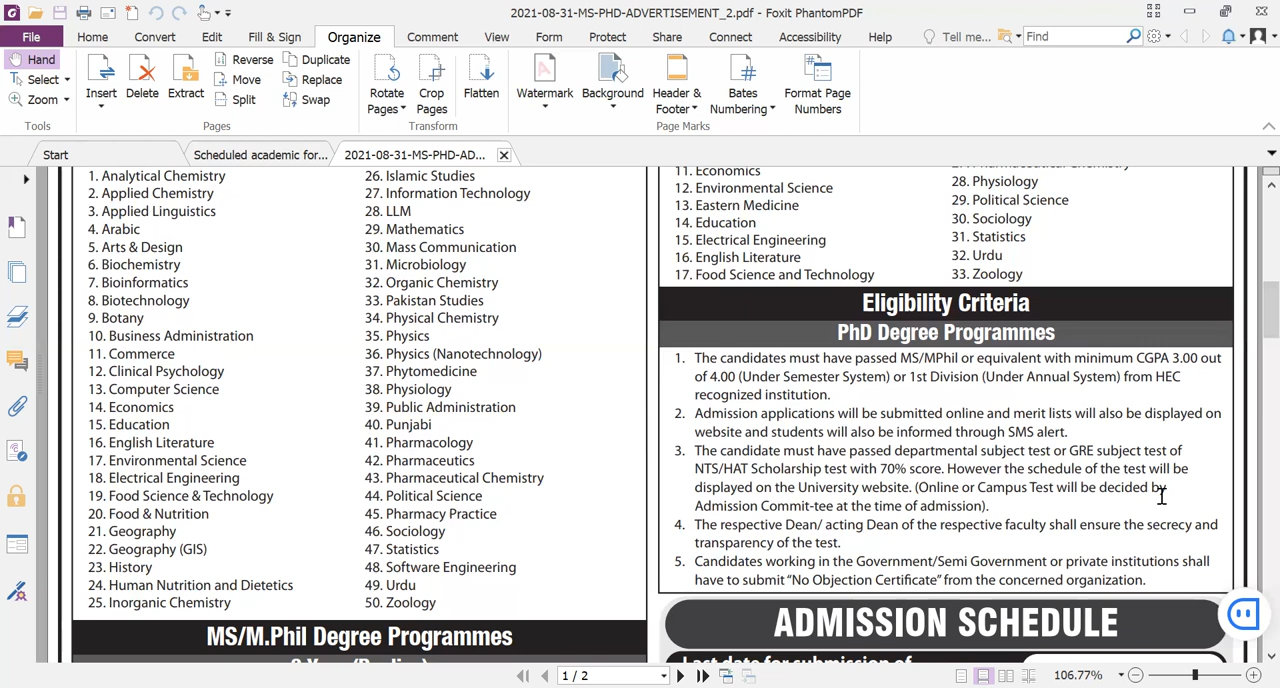 2021-08-31-MS-PHD-ADVERTISEMENT_2.pdf - Foxit PhantomPDF
File Home Convert Edit Fill & Sign Organize Comment View Form Protect Share Connect Accessibility Help Tell me... Find
Hand
Select
Zoom
Tools
Insert
Delete
Extract
Reverse
Move
Split
Duplicate
Replace
Swap
Pages
Rotate Pages
Crop Pages
Flatten
Transform
Watermark
Background
Header & Footer
Bates Numbering
Format Page Numbers
Page Marks
Start
Scheduled academic for...
2021-08-31-MS-PHD-AD...
1. Analytical Chemistry
2. Applied Chemistry
3. Applied Linguistics
4. Arabic
5. Arts & Design
6. Biochemistry
7. Bioinformatics
8. Biotechnology
9. Botany
10. Business Administration
11. Commerce
12. Clinical Psychology
13. Computer Science
14. Economics
15. Education
16. English Literature
17. Environmental Science
18. Electrical Engineering
19. Food Science & Technology
20. Food & Nutrition
21. Geography
22. Geography (GIS)
23. History
24. Human Nutrition and Dietetics
25. Inorganic Chemistry
26. Islamic Studies
27. Information Technology
28. LLM
29. Mathematics
30. Mass Communication
31. Microbiology
32. Organic Chemistry
33. Pakistan Studies
34. Physical Chemistry
35. Physics
36. Physics (Nanotechnology)
37. Phytomedicine
38. Physiology
39. Public Administration
40. Punjabi
41. Pharmacology
42. Pharmaceutics
43. Pharmaceutical Chemistry
44. Political Science
45. Pharmacy Practice
46. Sociology
47. Statistics
48. Software Engineering
49. Urdu
50. Zoology
MS/M.Phil Degree Programmes
11. Economics
12. Environmental Science
13. Eastern Medicine
14. Education
15. Electrical Engineering
16. English Literature
17. Food Science and Technology
28. Physiology
29. Political Science
30. Sociology
31. Statistics
32. Urdu
33. Zoology
Eligibility Criteria
PhD Degree Programmes
1. The candidates must have passed MS/MPhil or equivalent with minimum CGPA 3.00 out
of 4.00 (Under Semester System) or 1st Division (Under Annual System) from HEC
recognized institution.
2. Admission applications will be submitted online and merit lists will also be displayed on
website and students will also be informed through SMS alert.
3. The candidate must have passed departmental subject test or GRE subject test of
NTS/HAT Scholarship test with 70% score. However the schedule of the test will be
displayed on the University website. (Online or Campus Test will be decided by
Admission Commit-tee at the time of admission).
4. The respective Dean/ acting Dean of the respective faculty shall ensure the secrecy and
transparency of the test.
5. Candidates working in the Government/Semi Government or private institutions shall
have to submit “No Objection Certificate” from the concerned organization.
ADMISSION SCHEDULE
Last date for submission of
1 / 2
106.77%